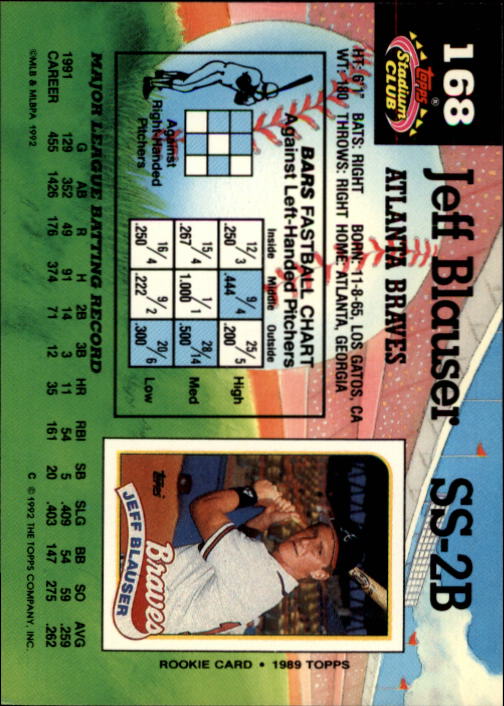 168
Topps®
Stadium
CLUB
Jeff Blauser SS-2B
ATLANTA BRAVES
HT: 6'1" BATS: RIGHT BORN: 11-8-65, LOS GATOS, CA
WT: 180 THROWS: RIGHT HOME: ATLANTA, GEORGIA
BARS FASTBALL CHART
Against Left-Handed Pitchers
Inside Middle Outside
12/3 9/4 25/5 High
.250 .444 .200
15/4 1/1 28/14 Med
.267 1.000 .500
16/4 9/2 20/6 Low
.250 .222 .300
Against
Right-Handed
Pitchers
Topps
Braves
JEFF BLAUSER
ROOKIE CARD • 1989 TOPPS
MAJOR LEAGUE BATTING RECORD
G AB R H 2B 3B HR RBI SB SLG BB SO AVG
1991 129 352 49 91 14 3 11 54 5 .409 54 59 .259
CAREER 455 1426 176 374 71 12 35 161 20 .403 147 275 .262
©MLB & MLBPA 1992
C © 1992 THE TOPPS COMPANY, INC.